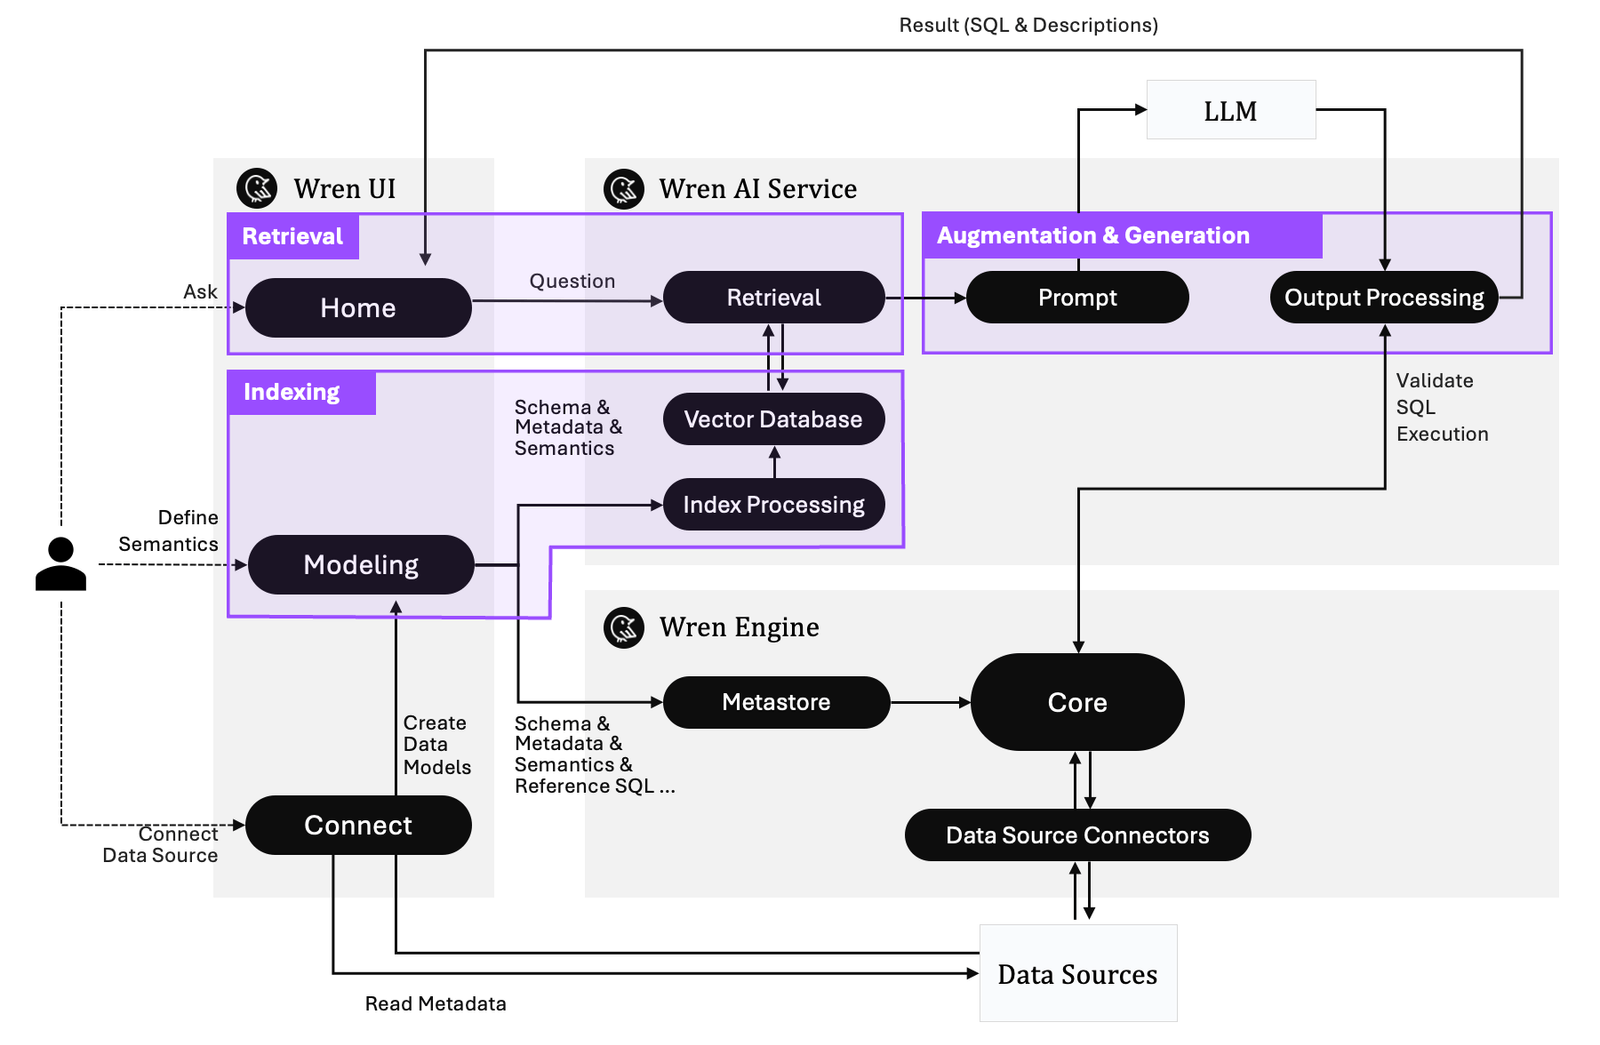 Result (SQL & Descriptions)
LLM
Wren UI
Wren AI Service
Retrieval
Augmentation & Generation
Ask
Home
Question
Retrieval
Prompt
Output Processing
Indexing
Schema &
Metadata &
Semantics
Vector Database
Validate
SQL
Execution
Index Processing
Define
Semantics
Modeling
Wren Engine
Metastore
Core
Create
Data
Models
Schema &
Metadata &
Semantics &
Reference SQL ...
Connect
Connect
Data Source
Data Source Connectors
Data Sources
Read Metadata